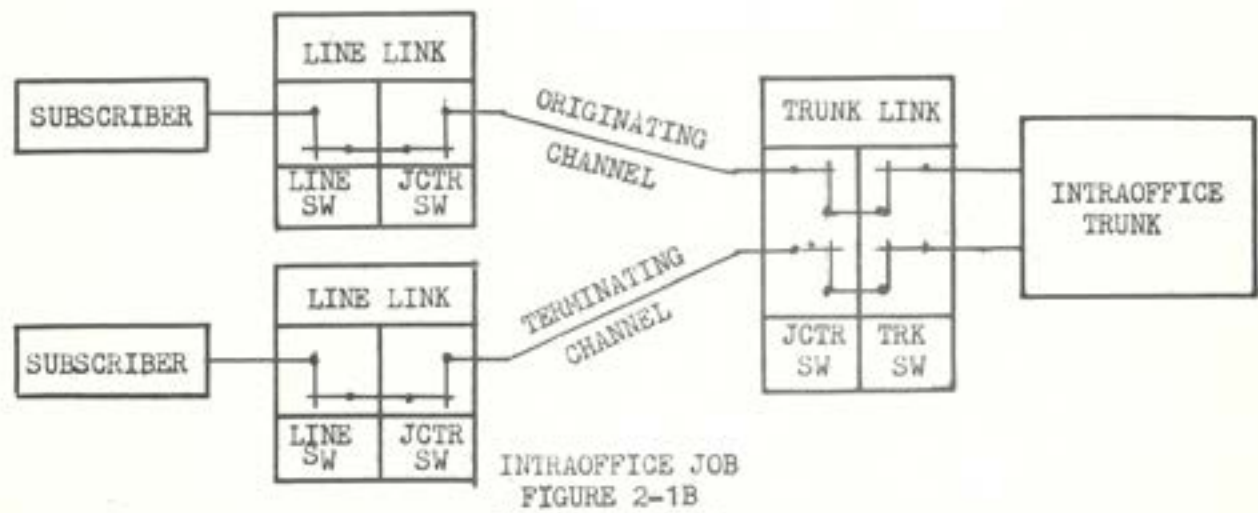 LINE LINK
SUBSCRIBER
LINE
SW
JCTR
SW
ORIGINATING
CHANNEL
TRUNK LINK
JCTR
SW
TRK
SW
INTRAOFFICE
TRUNK
LINE LINK
SUBSCRIBER
LINE
SW
JCTR
SW
TERMINATING
CHANNEL
INTRAOFFICE JOB
FIGURE 2-1B